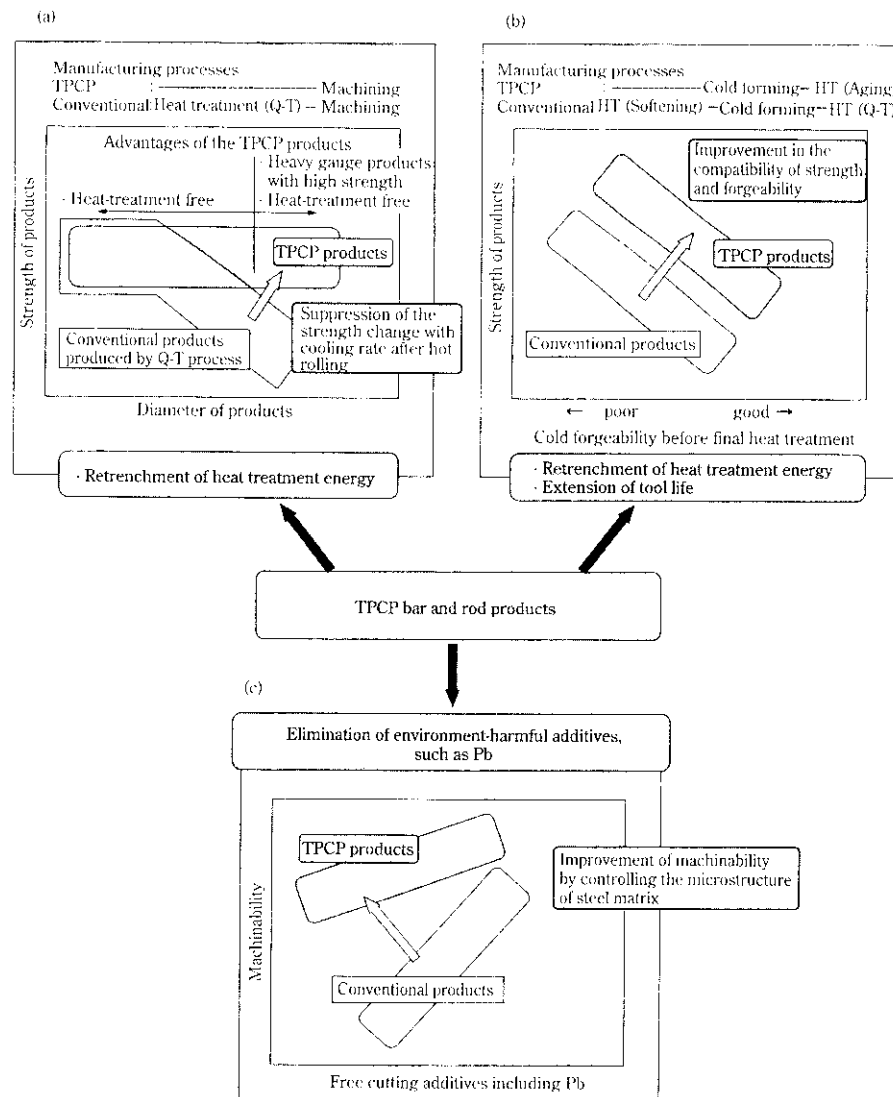 (a)
Manufacturing processes
TPCP : Machining
Conventional:Heat treatment (Q-T) -- Machining
Advantages of the TPCP products
· Heavy gauge products
with high strength
· Heat-treatment free
· Heat-treatment free
TPCP products
Suppression of the
strength change with
cooling rate after hot
rolling
Conventional products
produced by Q-T process
Strength of products
Diameter of products
· Retrenchment of heat treatment energy
(b)
Manufacturing processes
TPCP : Cold forming-- HT (Aging
Conventional HT (Softening) -Cold forming-- HT (Q-T)
Improvement in the
compatibility of strength
and forgeability
TPCP products
Conventional products
Strength of products
← poor good →
Cold forgeability before final heat treatment
· Retrenchment of heat treatment energy
· Extension of tool life
TPCP bar and rod products
(c)
Elimination of environment-harmful additives,
such as Pb
TPCP products
Improvement of machinability
by controlling the microstructure
of steel matrix
Conventional products
Machinability
Free cutting additives including Pb